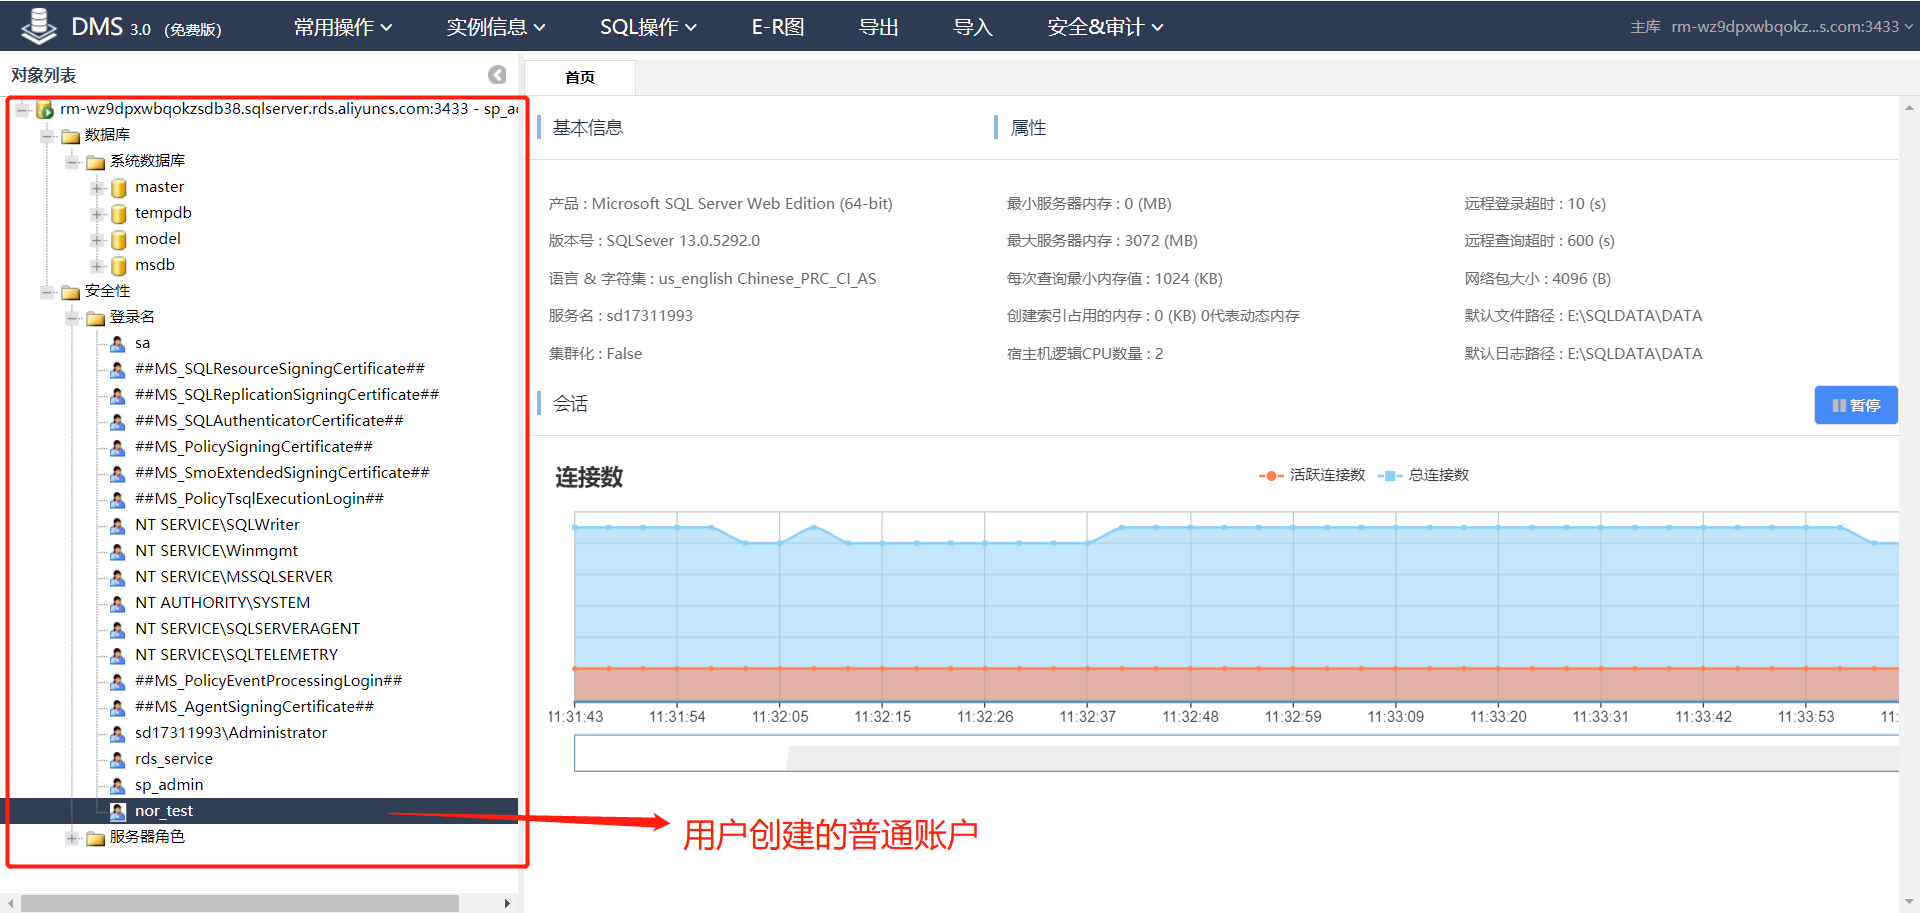 DMS 3.0 (免费版) 常用操作 实例信息 SQL操作 E-R图 导出 导入 安全&审计 主库 rm-wz9dpxwbqokz...s.com:3433
对象列表
首页
rm-wz9dpxwbqokzsdb38.sqlserver.rds.aliyuncs.com:3433 - sp_a
数据库
系统数据库
master
tempdb
model
msdb
安全性
登录名
sa
##MS_SQLResourceSigningCertificate##
##MS_SQLReplicationSigningCertificate##
##MS_SQLAuthenticatorCertificate##
##MS_PolicySigningCertificate##
##MS_SmoExtendedSigningCertificate##
##MS_PolicyTsqlExecutionLogin##
NT SERVICE\SQLWriter
NT SERVICE\Winmgmt
NT SERVICE\MSSQLSERVER
NT AUTHORITY\SYSTEM
NT SERVICE\SQLSERVERAGENT
NT SERVICE\SQLTELEMETRY
##MS_PolicyEventProcessingLogin##
##MS_AgentSigningCertificate##
sd17311993\Administrator
rds_service
sp_admin
nor_test
服务器角色
基本信息
产品 : Microsoft SQL Server Web Edition (64-bit)
版本号 : SQLSever 13.0.5292.0
语言 & 字符集 : us_english Chinese_PRC_CI_AS
服务名 : sd17311993
集群化 : False
属性
最小服务器内存 : 0 (MB)
最大服务器内存 : 3072 (MB)
每次查询最小内存值 : 1024 (KB)
创建索引占用的内存 : 0 (KB) 0代表动态内存
宿主机逻辑CPU数量 : 2
远程登录超时 : 10 (s)
远程查询超时 : 600 (s)
网络包大小 : 4096 (B)
默认文件路径 : E:\SQLDATA\DATA
默认日志路径 : E:\SQLDATA\DATA
会话
暂停
连接数
活跃连接数 总连接数
11:31:43 11:31:54 11:32:05 11:32:15 11:32:26 11:32:37 11:32:48 11:32:59 11:33:09 11:33:20 11:33:31 11:33:42 11:33:53 11:
用户创建的普通账户